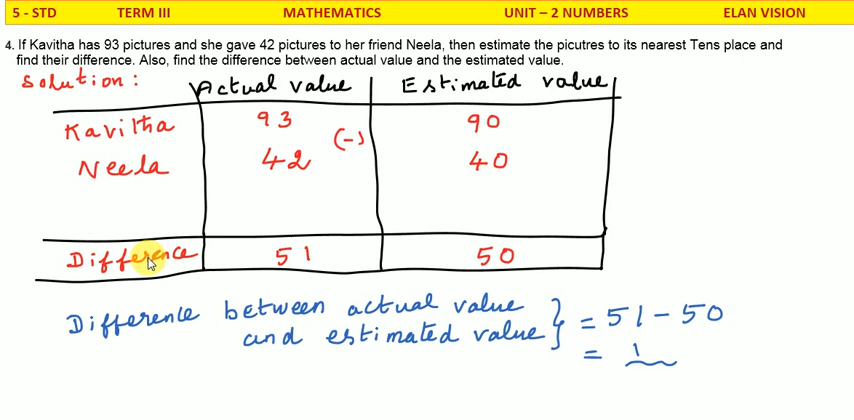 5 - STD TERM III MATHEMATICS UNIT – 2 NUMBERS ELAN VISION
4. If Kavitha has 93 pictures and she gave 42 pictures to her friend Neela, then estimate the picutres to its nearest Tens place and
find their difference. Also, find the difference between actual value and the estimated value.
Solution: Actual value Estimated value
Kavitha 93 90
(-)
Neela 42 40
Difference 51 50
Difference between actual value
and estimated value } = 51 - 50
= 1